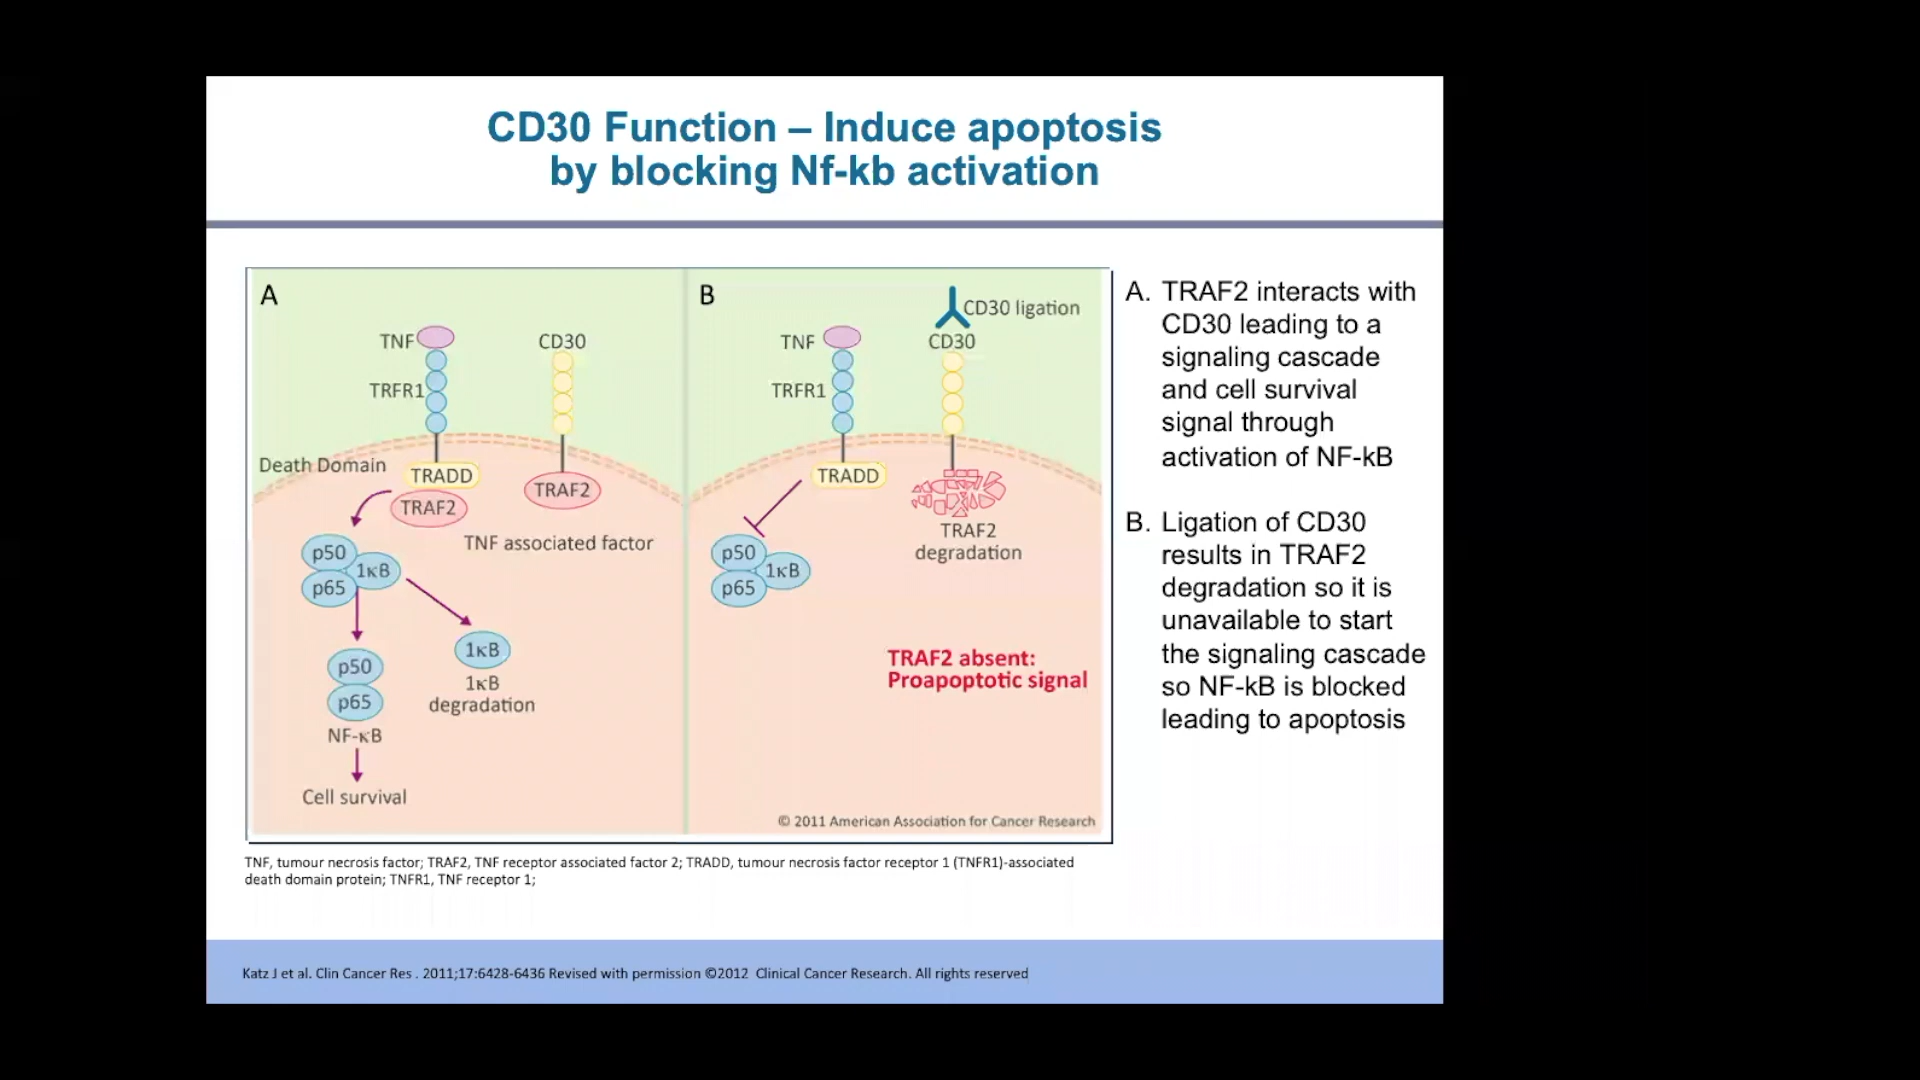 CD30 Function – Induce apoptosis
by blocking Nf-kb activation
A
TNF
CD30
TRFR1
Death Domain
TRADD
TRAF2
TRAF2
TNF associated factor
p50
1κB
p65
1κB
p50
1κB
degradation
p65
NF-κB
Cell survival
B
CD30 ligation
TNF
CD30
TRFR1
TRADD
TRAF2
degradation
p50
1κB
p65
TRAF2 absent:
Proapoptotic signal
© 2011 American Association for Cancer Research
A. TRAF2 interacts with
CD30 leading to a
signaling cascade
and cell survival
signal through
activation of NF-kB
B. Ligation of CD30
results in TRAF2
degradation so it is
unavailable to start
the signaling cascade
so NF-kB is blocked
leading to apoptosis
TNF, tumour necrosis factor; TRAF2, TNF receptor associated factor 2; TRADD, tumour necrosis factor receptor 1 (TNFR1)-associated
death domain protein; TNFR1, TNF receptor 1;
Katz J et al. Clin Cancer Res . 2011;17:6428-6436 Revised with permission ©2012 Clinical Cancer Research. All rights reserved